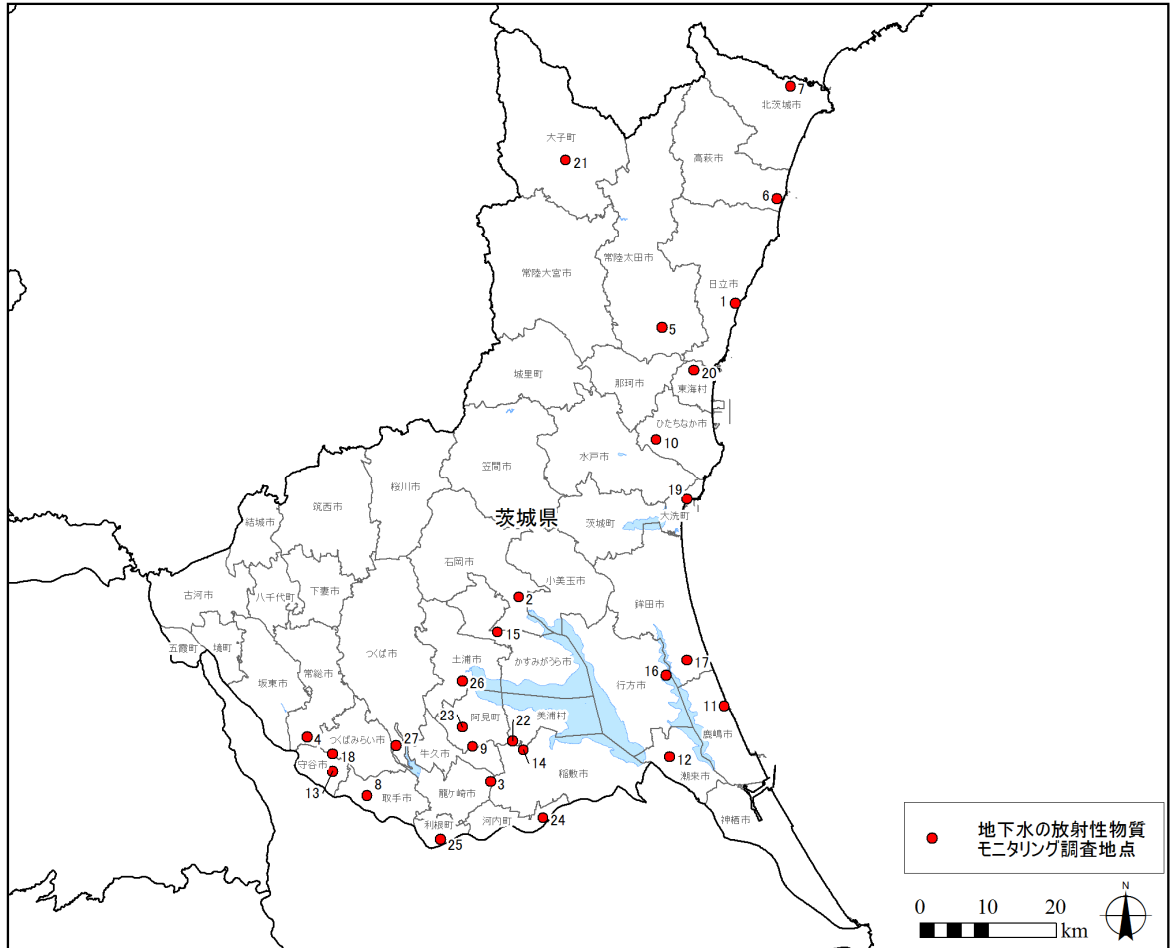 7
北茨城市
大子町
21
高萩市
6
常陸太田市
常陸大宮市
日立市
1
5
城里町
那珂市
20
東海村
ひたちなか市
10
水戸市
笠間市
桜川市
19
筑西市
結城市
茨城県
茨城町
大洗町
石岡市
小美玉市
下妻市
八千代町
古河市
2
鉾田市
15
五霞町
境町
つくば市
土浦市
かすみがうら市
17
16
行方市
坂東市
常総市
26
11
鹿嶋市
23
阿見町
22
美浦村
4
つくばみらい市
27
牛久市
9
14
12
潮来市
18
守谷市
13
8
取手市
龍ケ崎市
3
稲敷市
神栖市
利根町
河内町
24
25
地下水の放射性物質
モニタリング調査地点
N
0 10 20
km